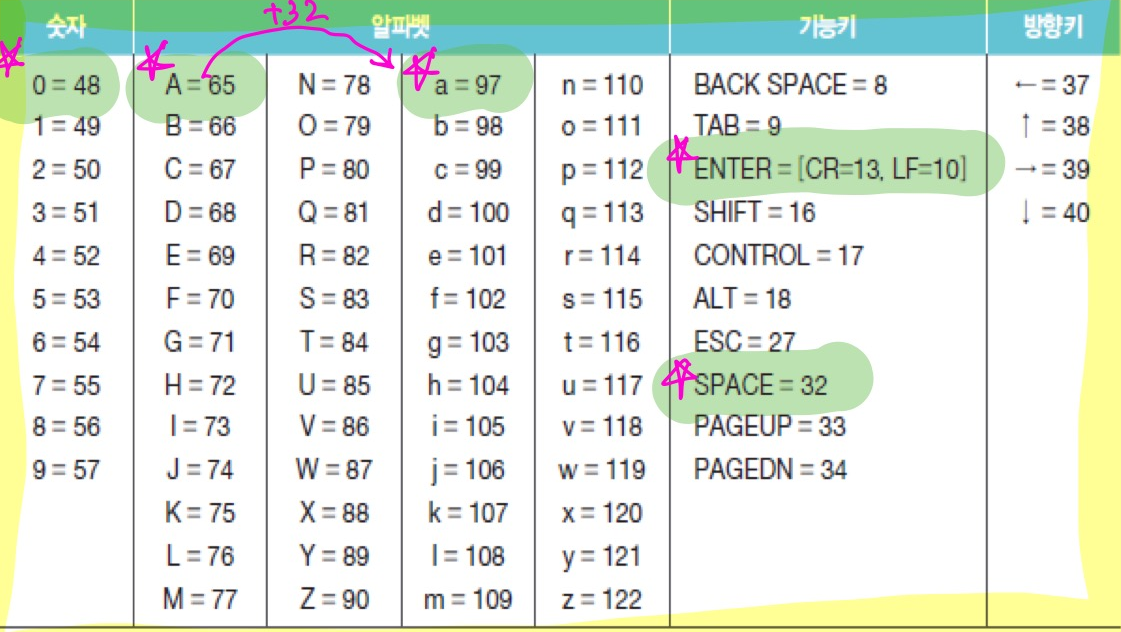 +32
숫자 알파벳 기능키 방향키
0 = 48 A = 65 N = 78 a = 97 n = 110 BACK SPACE = 8 ← = 37
1 = 49 B = 66 O = 79 b = 98 o = 111 TAB = 9 ↑ = 38
2 = 50 C = 67 P = 80 c = 99 p = 112 ENTER = [CR=13, LF=10] → = 39
3 = 51 D = 68 Q = 81 d = 100 q = 113 SHIFT = 16 ↓ = 40
4 = 52 E = 69 R = 82 e = 101 r = 114 CONTROL = 17
5 = 53 F = 70 S = 83 f = 102 s = 115 ALT = 18
6 = 54 G = 71 T = 84 g = 103 t = 116 ESC = 27
7 = 55 H = 72 U = 85 h = 104 u = 117 SPACE = 32
8 = 56 I = 73 V = 86 i = 105 v = 118 PAGEUP = 33
9 = 57 J = 74 W = 87 j = 106 w = 119 PAGEDN = 34
K = 75 X = 88 k = 107 x = 120
L = 76 Y = 89 l = 108 y = 121
M = 77 Z = 90 m = 109 z = 122